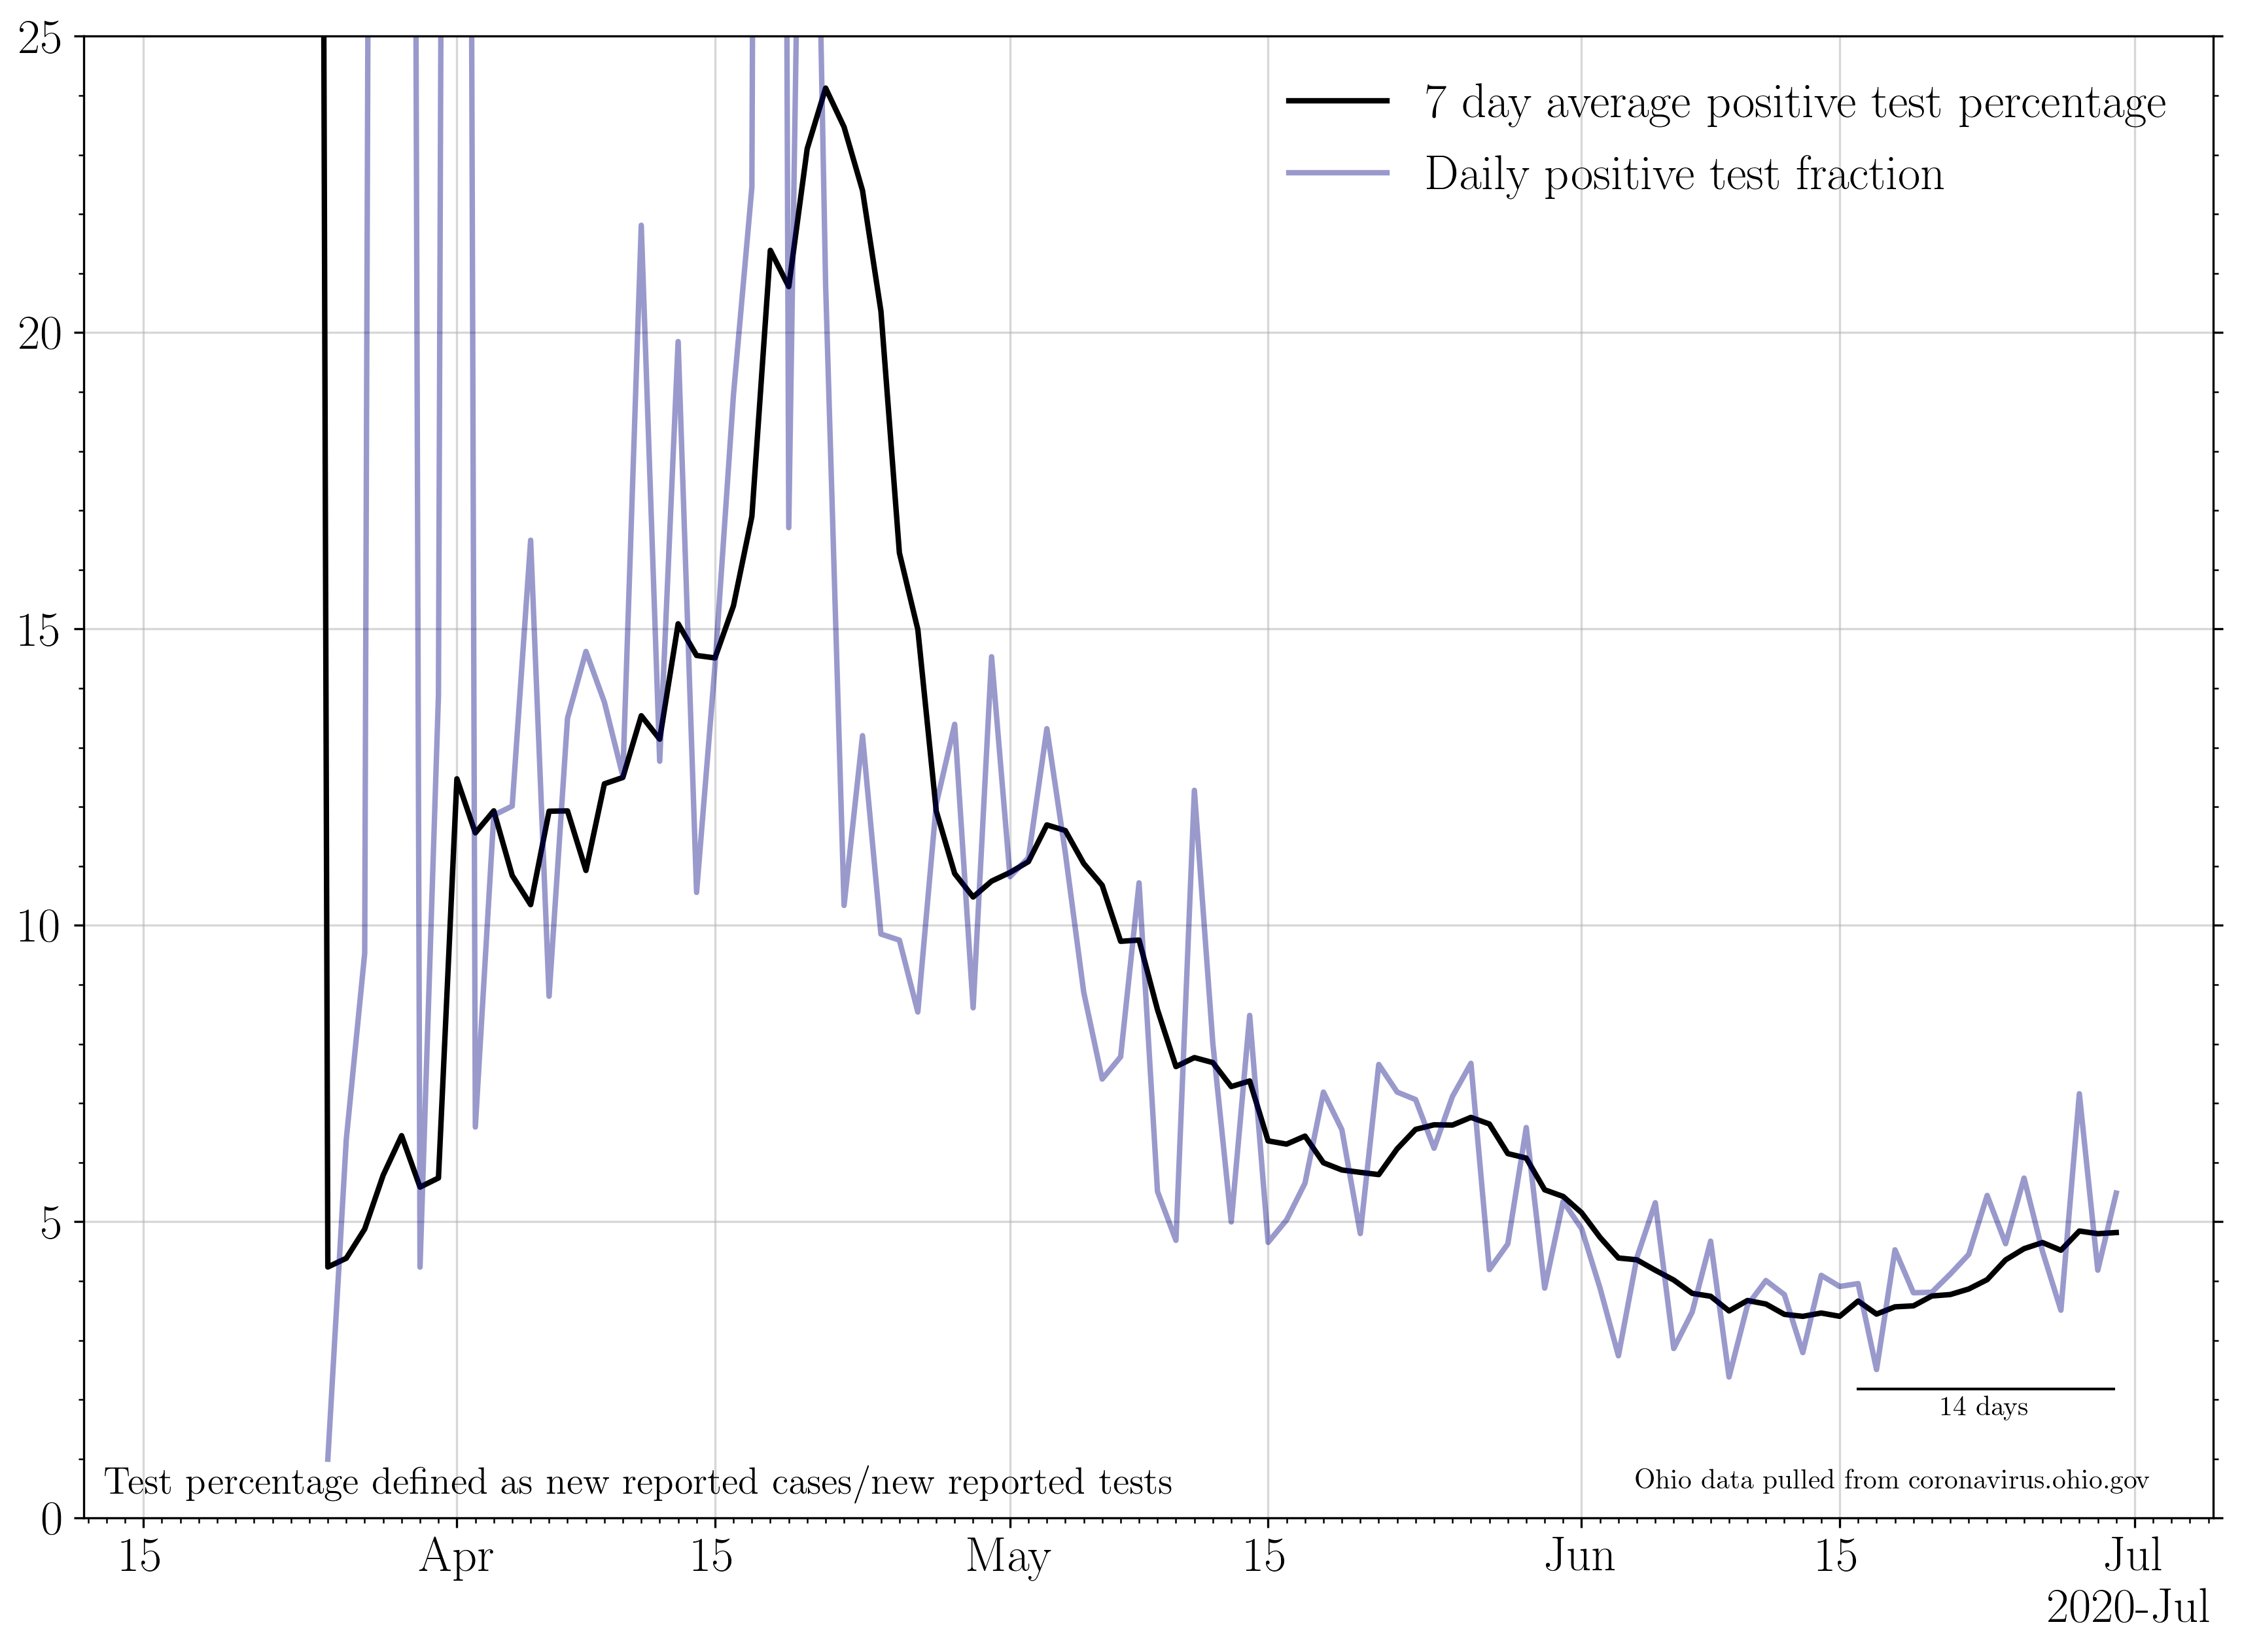 25
20
15
10
5
0
7 day average positive test percentage
Daily positive test fraction
14 days
Test percentage defined as new reported cases/new reported tests
Ohio data pulled from coronavirus.ohio.gov
15 Apr 15 May 15 Jun 15 Jul
2020-Jul